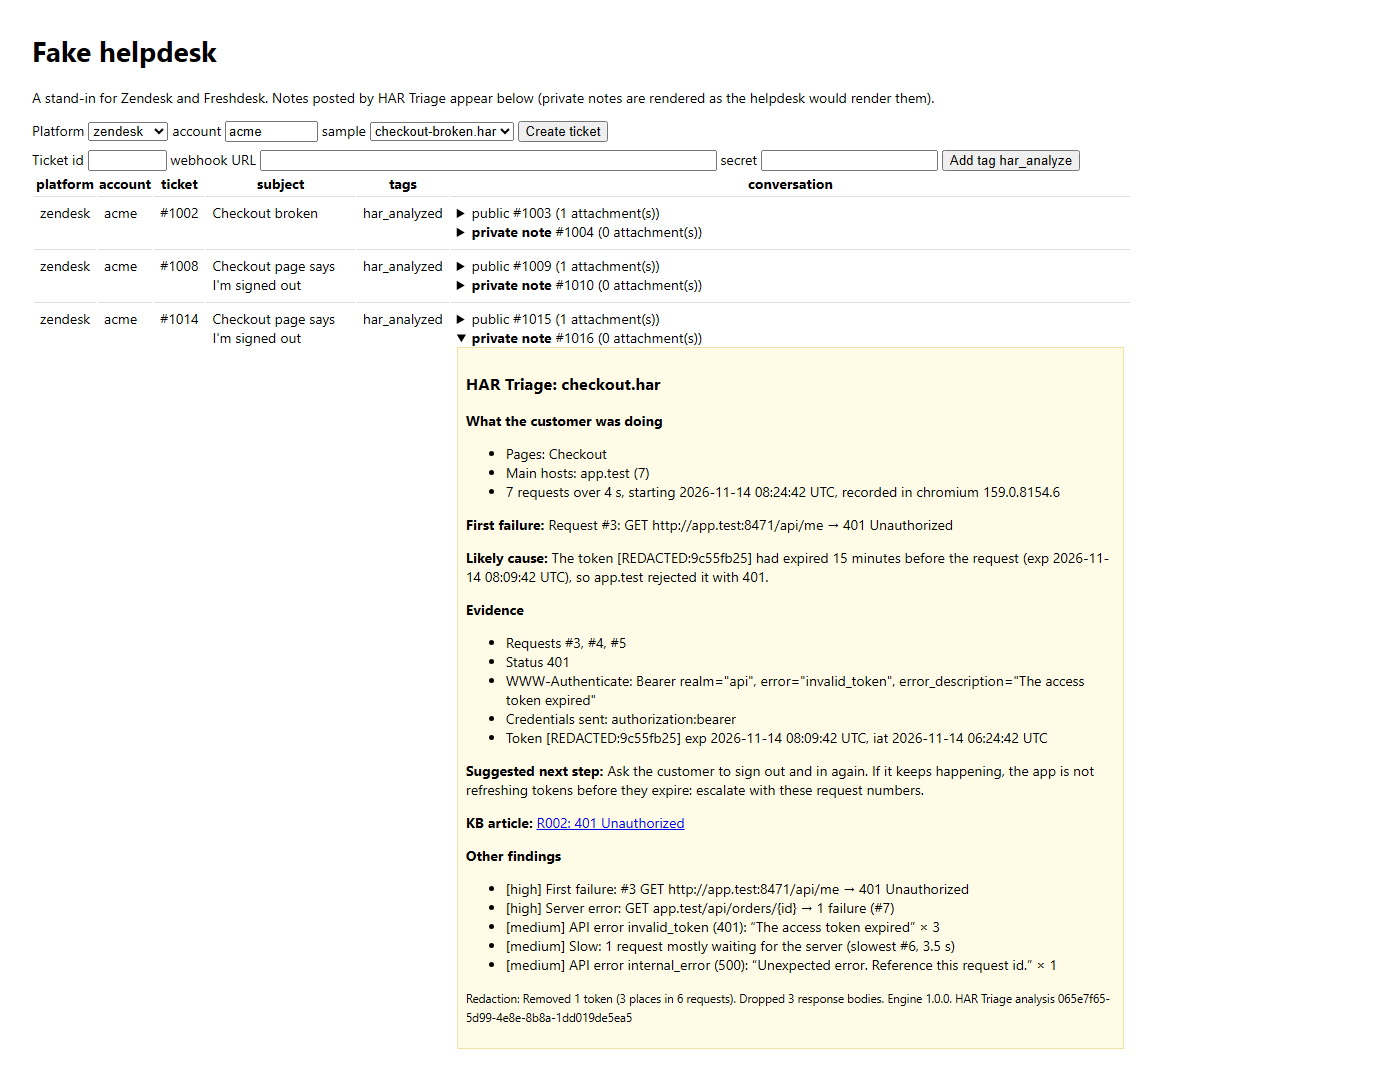 Fake helpdesk
A stand-in for Zendesk and Freshdesk. Notes posted by HAR Triage appear below (private notes are rendered as the helpdesk would render them).
Platform zendesk account acme sample checkout-broken.har Create ticket
Ticket id webhook URL secret Add tag har_analyze
platform account ticket subject tags conversation
zendesk acme #1002 Checkout broken har_analyzed ▶ public #1003 (1 attachment(s))
▶ private note #1004 (0 attachment(s))
zendesk acme #1008 Checkout page says har_analyzed ▶ public #1009 (1 attachment(s))
I'm signed out ▶ private note #1010 (0 attachment(s))
zendesk acme #1014 Checkout page says har_analyzed ▶ public #1015 (1 attachment(s))
I'm signed out ▼ private note #1016 (0 attachment(s))
HAR Triage: checkout.har
What the customer was doing
• Pages: Checkout
• Main hosts: app.test (7)
• 7 requests over 4 s, starting 2026-11-14 08:24:42 UTC, recorded in chromium 159.0.8154.6
First failure: Request #3: GET http://app.test:8471/api/me → 401 Unauthorized
Likely cause: The token [REDACTED:9c55fb25] had expired 15 minutes before the request (exp 2026-11-
14 08:09:42 UTC), so app.test rejected it with 401.
Evidence
• Requests #3, #4, #5
• Status 401
• WWW-Authenticate: Bearer realm="api", error="invalid_token", error_description="The access
token expired"
• Credentials sent: authorization:bearer
• Token [REDACTED:9c55fb25] exp 2026-11-14 08:09:42 UTC, iat 2026-11-14 06:24:42 UTC
Suggested next step: Ask the customer to sign out and in again. If it keeps happening, the app is not
refreshing tokens before they expire: escalate with these request numbers.
KB article: R002: 401 Unauthorized
Other findings
• [high] First failure: #3 GET http://app.test:8471/api/me → 401 Unauthorized
• [high] Server error: GET app.test/api/orders/{id} → 1 failure (#7)
• [medium] API error invalid_token (401): “The access token expired” × 3
• [medium] Slow: 1 request mostly waiting for the server (slowest #6, 3.5 s)
• [medium] API error internal_error (500): “Unexpected error. Reference this request id.” × 1
Redaction: Removed 1 token (3 places in 6 requests). Dropped 3 response bodies. Engine 1.0.0. HAR Triage analysis 065e7f65-
5d99-4e8e-8b8a-1dd019de5ea5